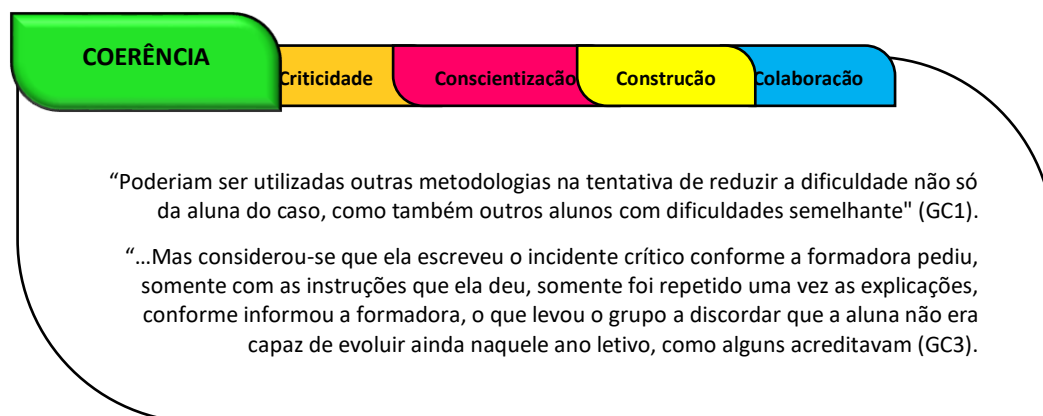 COERÊNCIA
Criticidade
Conscientização
Construção
Colaboração
“Poderiam ser utilizadas outras metodologias na tentativa de reduzir a dificuldade não só
da aluna do caso, como também outros alunos com dificuldades semelhante" (GC1).
“...Mas considerou-se que ela escreveu o incidente crítico conforme a formadora pediu,
somente com as instruções que ela deu, somente foi repetido uma vez as explicações,
conforme informou a formadora, o que levou o grupo a discordar que a aluna não era
capaz de evoluir ainda naquele ano letivo, como alguns acreditavam (GC3).